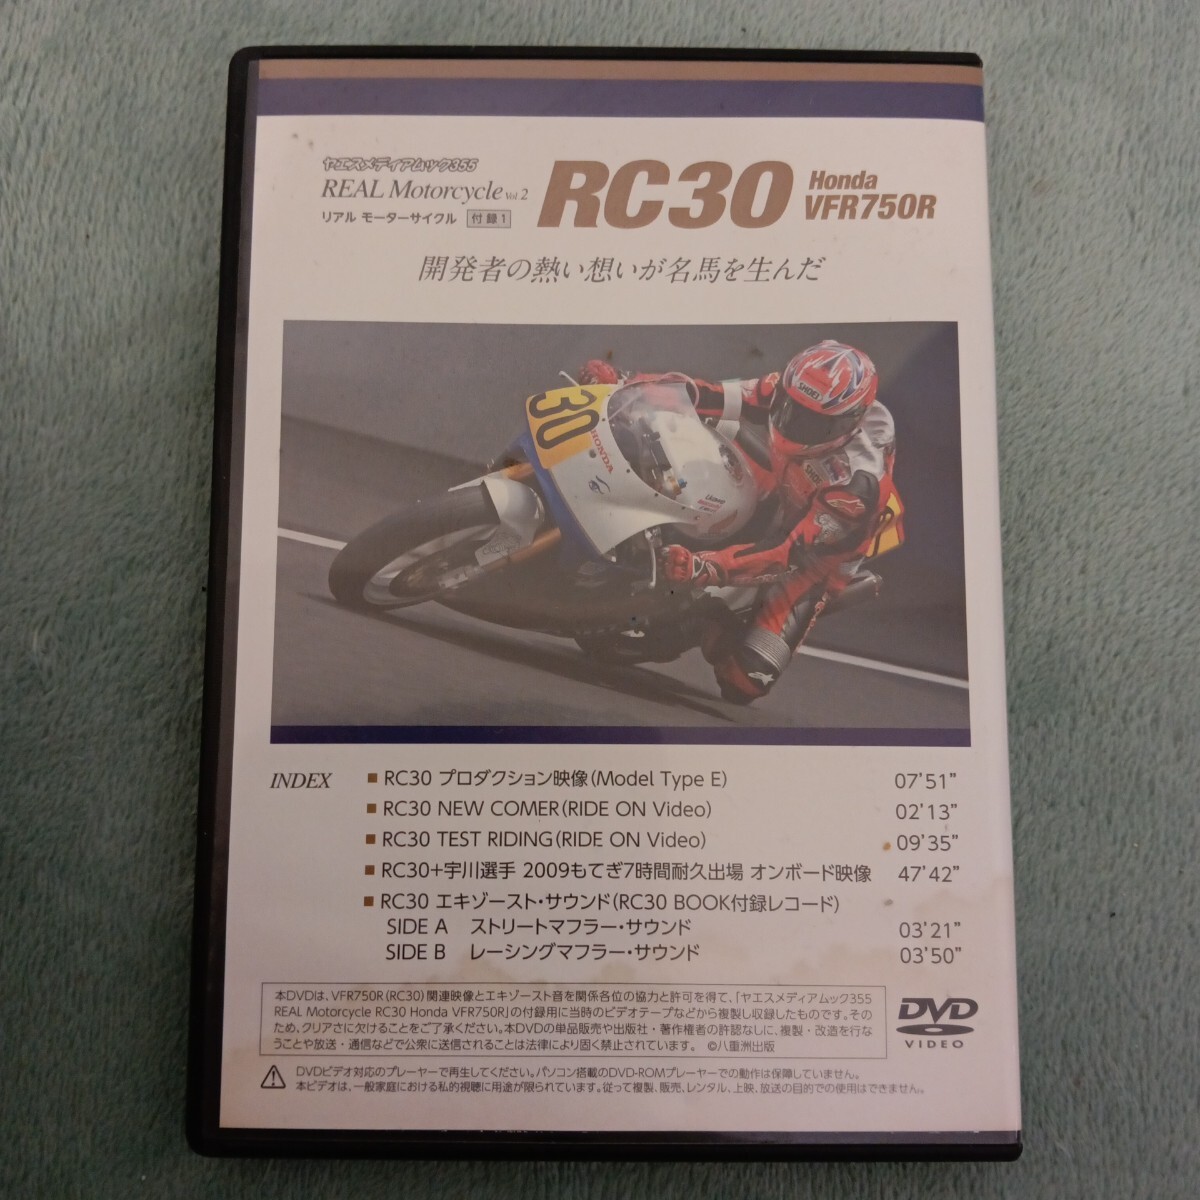 ヤエスメディアムック355
REAL Motorcycle Vol.2
リアル モーターサイクル 付録1
RC30
Honda
VFR750R
開発者の熱い想いが名馬を生んだ
30
HONDA
SHOEI
INDEX
■ RC30 プロダクション映像(Model Type E) 07'51"
■ RC30 NEW COMER(RIDE ON Video) 02'13"
■ RC30 TEST RIDING(RIDE ON Video) 09'35"
■ RC30+宇川選手 2009もてぎ7時間耐久出場 オンボード映像 47'42"
■ RC30 エキゾースト・サウンド(RC30 BOOK付録レコード)
SIDE A ストリートマフラー・サウンド 03'21"
SIDE B レーシングマフラー・サウンド 03'50"
本DVDは、VFR750R(RC30)関連映像とエキゾースト音を関係各位の協力と許可を得て、「ヤエスメディアムック355
REAL Motorcycle RC30 Honda VFR750R」の付録用に当時のビデオテープなどから複製し収録したものです。その
ため、クリアさに欠けることをご了承ください。本DVDの単品販売や出版社・著作権者の許諾なしに、複製・改造を行な
うことや放送・通信などで公衆に送信されることは法律により固く禁止されています。 ©八重洲出版
DVD
VIDEO
DVDビデオ対応のプレーヤーで再生してください。パソコン搭載のDVD-ROMプレーヤーでの動作は保障していません。
本ビデオは、一般家庭における私的視聴に用途が限られています。従って複製、販売、レンタル、上映、放送の目的での使用はできません。